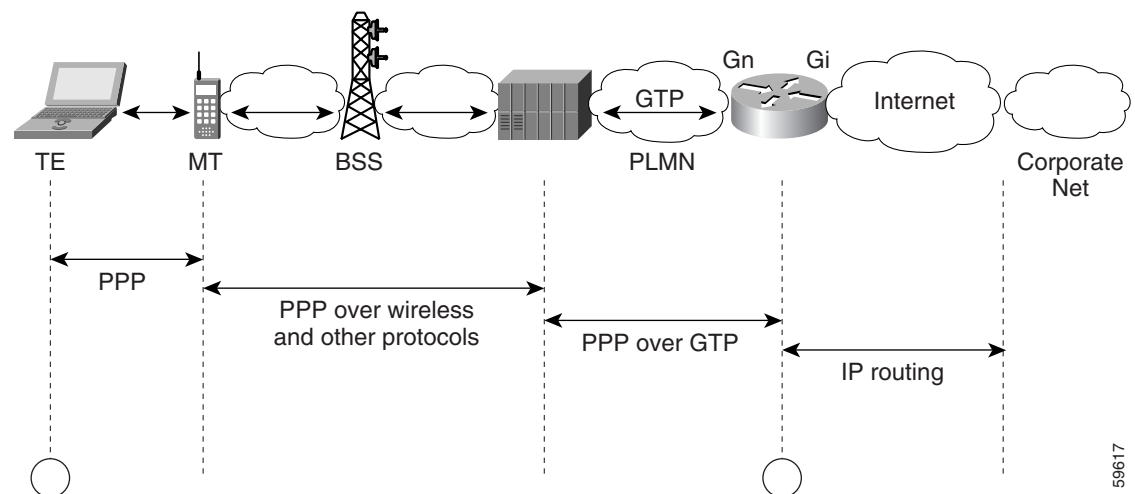 Gn
Gi
GTP
Internet
TE
MT
BSS
PLMN
Corporate
Net
PPP
PPP over wireless
and other protocols
PPP over GTP
IP routing
59617